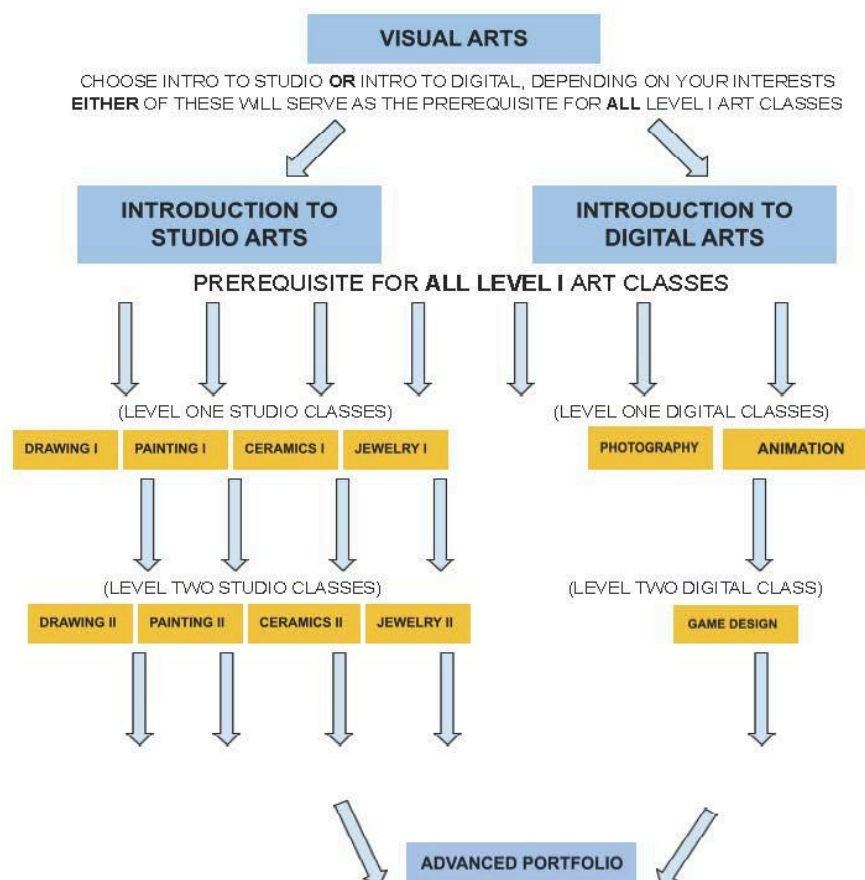 VISUAL ARTS
CHOOSE INTRO TO STUDIO OR INTRO TO DIGITAL, DEPENDING ON YOUR INTERESTS
EITHER OF THESE WILL SERVE AS THE PREREQUISITE FOR ALL LEVEL I ART CLASSES
INTRODUCTION TO
STUDIO ARTS
INTRODUCTION TO
DIGITAL ARTS
PREREQUISITE FOR ALL LEVEL I ART CLASSES
(LEVEL ONE STUDIO CLASSES)
DRAWING I
PAINTING I
CERAMICS I
JEWELRY I
(LEVEL ONE DIGITAL CLASSES)
PHOTOGRAPHY
ANIMATION
(LEVEL TWO STUDIO CLASSES)
DRAWING II
PAINTING II
CERAMICS II
JEWELRY II
(LEVEL TWO DIGITAL CLASS)
GAME DESIGN
ADVANCED PORTFOLIO